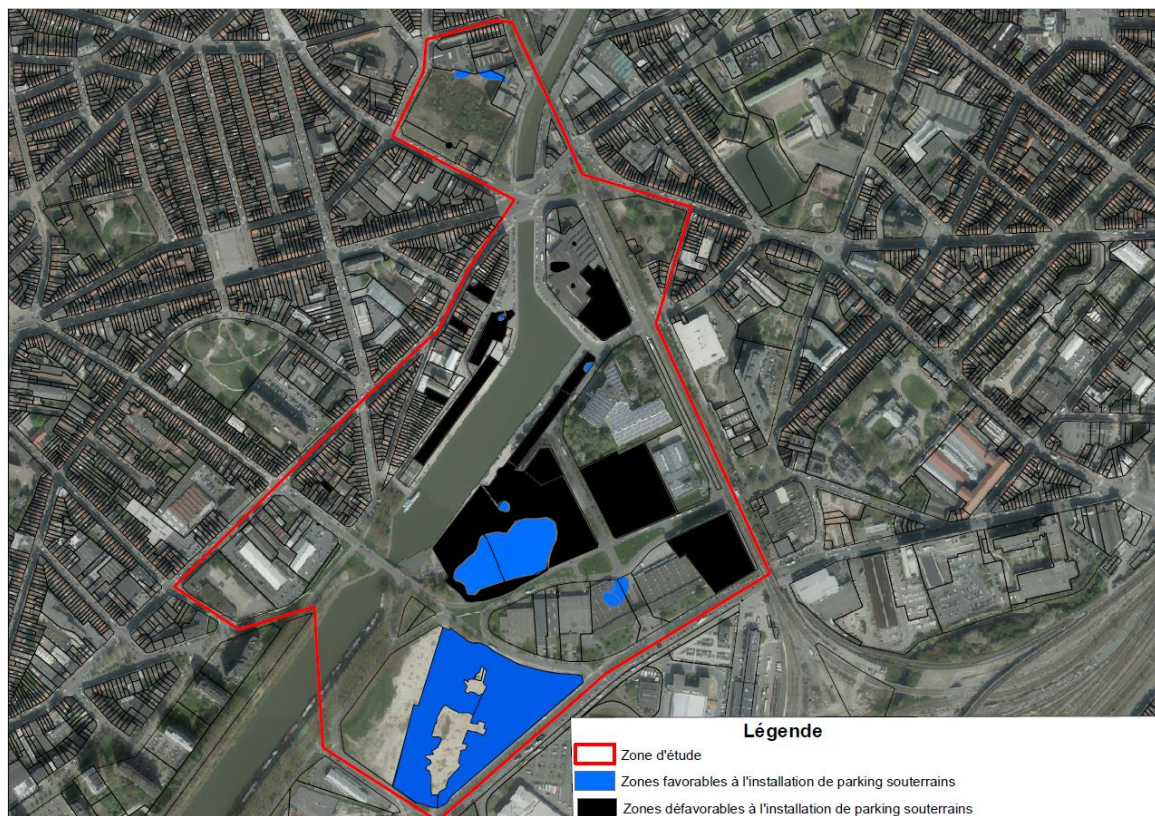 Légende
Zone d'étude
Zones favorables à l'installation de parking souterrains
Zones défavorables à l'installation de parking souterrains